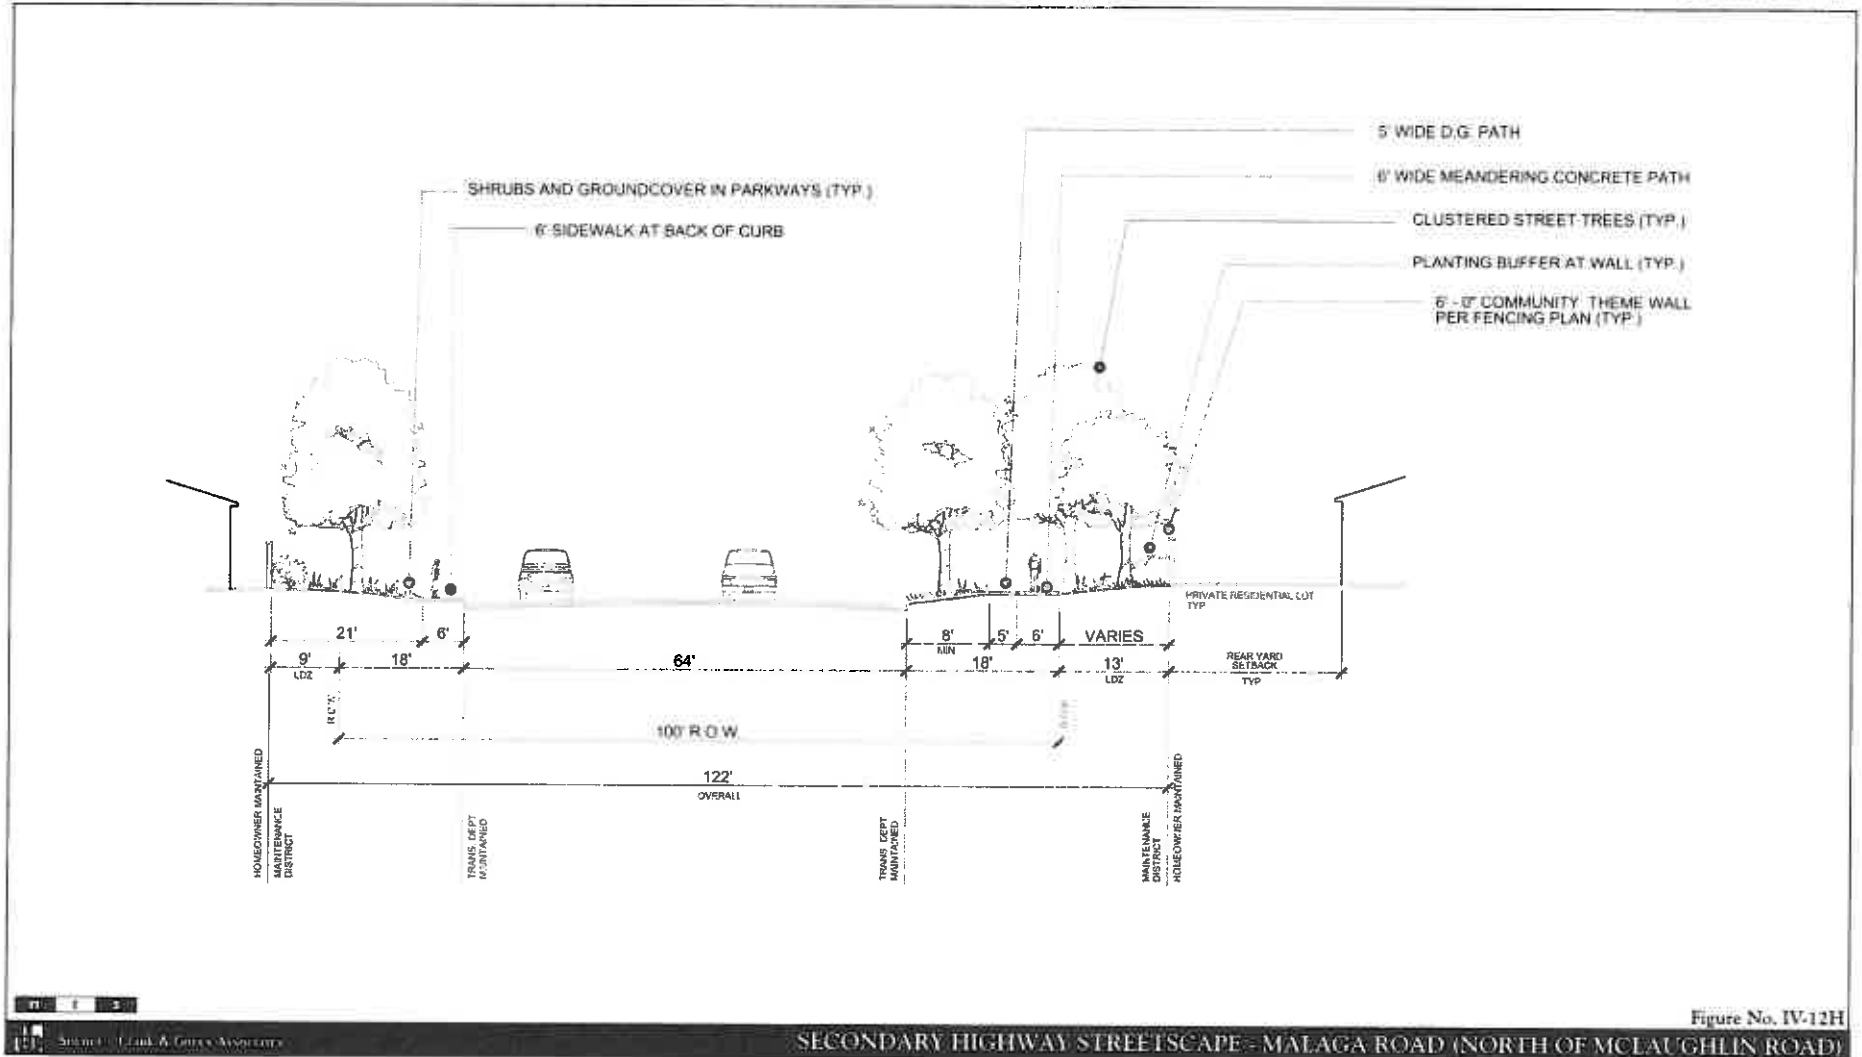 5' WIDE D.G. PATH
6' WIDE MEANDERING CONCRETE PATH
SHRUBS AND GROUNDCOVER IN PARKWAYS (TYP.)
CLUSTERED STREET TREES (TYP.)
6' SIDEWALK AT BACK OF CURB
PLANTING BUFFER AT WALL (TYP.)
6' - 0" COMMUNITY THEME WALL
PER FENCING PLAN (TYP.)
PRIVATE RESIDENTIAL LOT
TYP
21' 6' 8' 5' 6' VARIES
MIN
9' 18' 64' 18' 13' REAR YARD
SETBACK
LDZ LDZ TYP
R.O.W.
100' R.O.W.
122'
OVERALL
HOMEOWNER MAINTAINED
MAINTENANCE
DISTRICT
TRANS. DEPT
MAINTAINED
TRANS. DEPT
MAINTAINED
MAINTENANCE
DISTRICT
HOMEOWNER MAINTAINED
n t s
Figure No. IV-12H
SECONDARY HIGHWAY STREETSCAPE - MALAGA ROAD (NORTH OF MCLAUGHLIN ROAD)